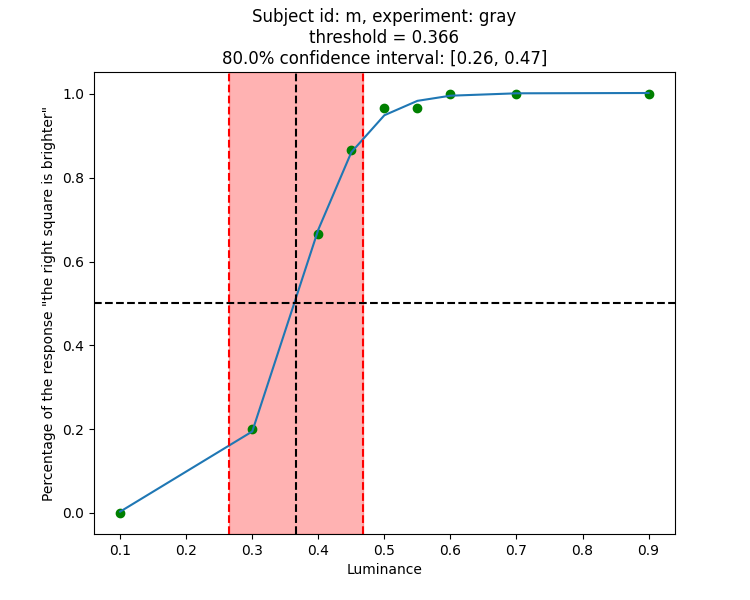 Subject id: m, experiment: gray
threshold = 0.366
80.0% confidence interval: [0.26, 0.47]
Percentage of the response "the right square is brighter"
1.0
0.8
0.6
0.4
0.2
0.0
0.1 0.2 0.3 0.4 0.5 0.6 0.7 0.8 0.9
Luminance